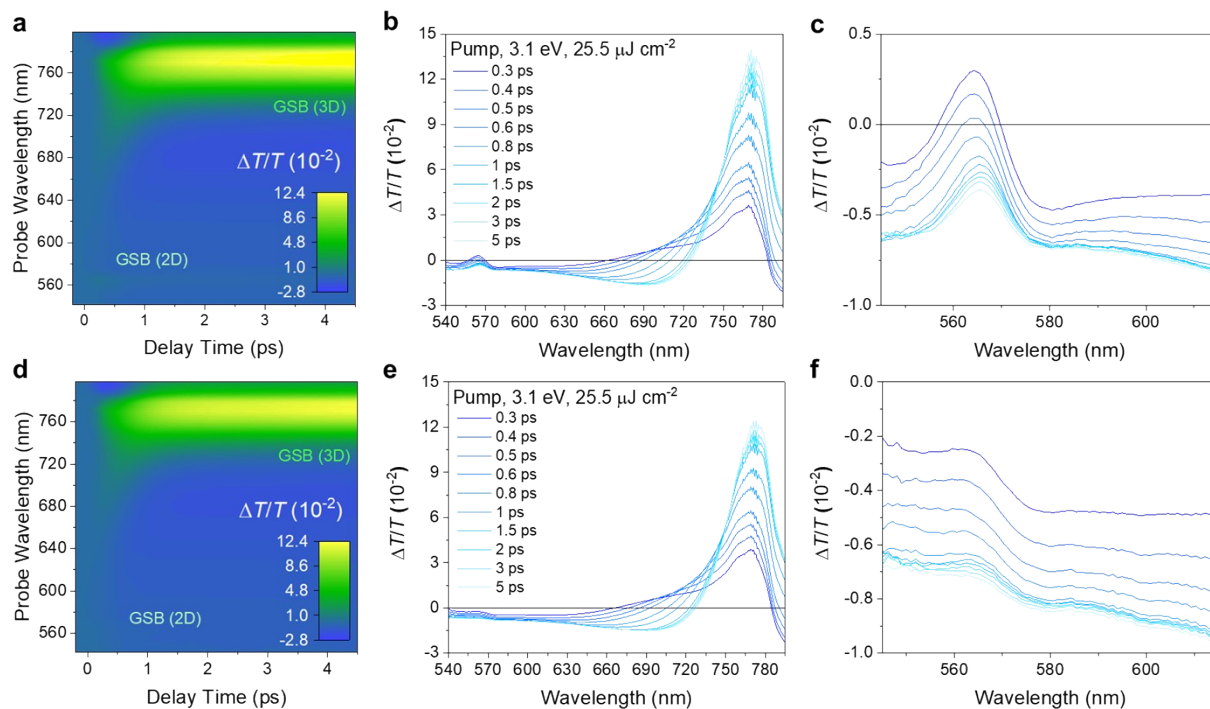 a
760
720
680
640
600
560
Probe Wavelength (nm)
GSB (3D)
ΔT/T (10⁻²)
12.4
8.6
4.8
1.0
-2.8
GSB (2D)
0 1 2 3 4
Delay Time (ps)
b
15
12
9
6
3
0
-3
ΔT/T (10⁻²)
Pump, 3.1 eV, 25.5 μJ cm⁻²
0.3 ps
0.4 ps
0.5 ps
0.6 ps
0.8 ps
1 ps
1.5 ps
2 ps
3 ps
5 ps
540 570 600 630 660 690 720 750 780
Wavelength (nm)
c
0.5
0.0
-0.5
-1.0
ΔT/T (10⁻²)
560 580 600
Wavelength (nm)
d
760
720
680
640
600
560
Probe Wavelength (nm)
GSB (3D)
ΔT/T (10⁻²)
12.4
8.6
4.8
1.0
-2.8
GSB (2D)
0 1 2 3 4
Delay Time (ps)
e
15
12
9
6
3
0
-3
ΔT/T (10⁻²)
Pump, 3.1 eV, 25.5 μJ cm⁻²
0.3 ps
0.4 ps
0.5 ps
0.6 ps
0.8 ps
1 ps
1.5 ps
2 ps
3 ps
5 ps
540 570 600 630 660 690 720 750 780
Wavelength (nm)
f
0.0
-0.2
-0.4
-0.6
-0.8
-1.0
ΔT/T (10⁻²)
560 580 600
Wavelength (nm)